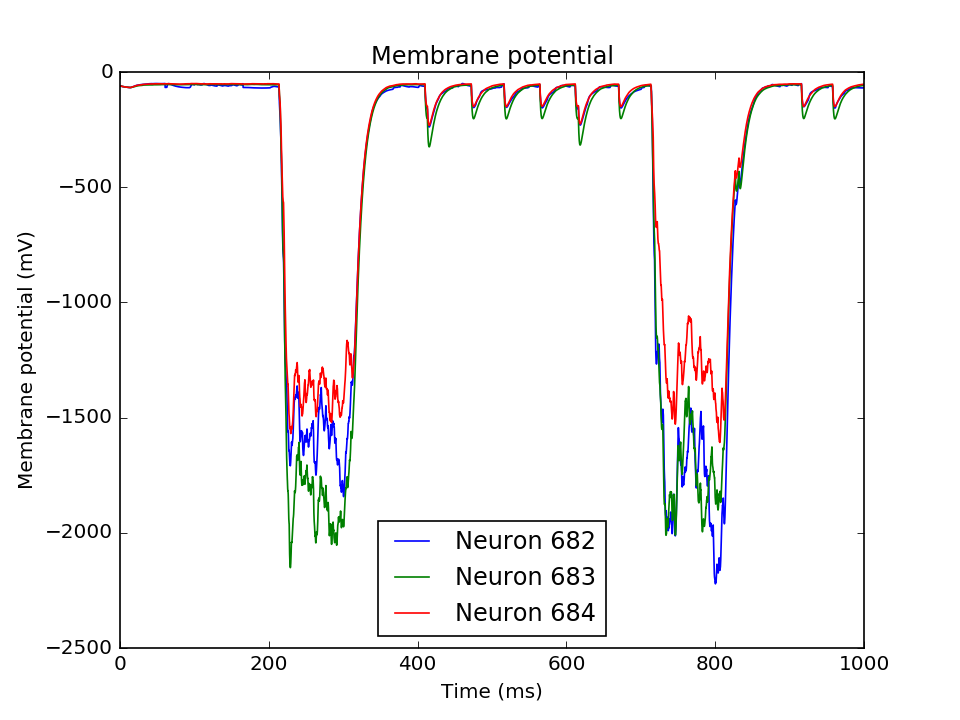 Membrane potential
Membrane potential (mV)
0
−500
−1000
−1500
−2000
−2500
Neuron 682
Neuron 683
Neuron 684
0 200 400 600 800 1000
Time (ms)